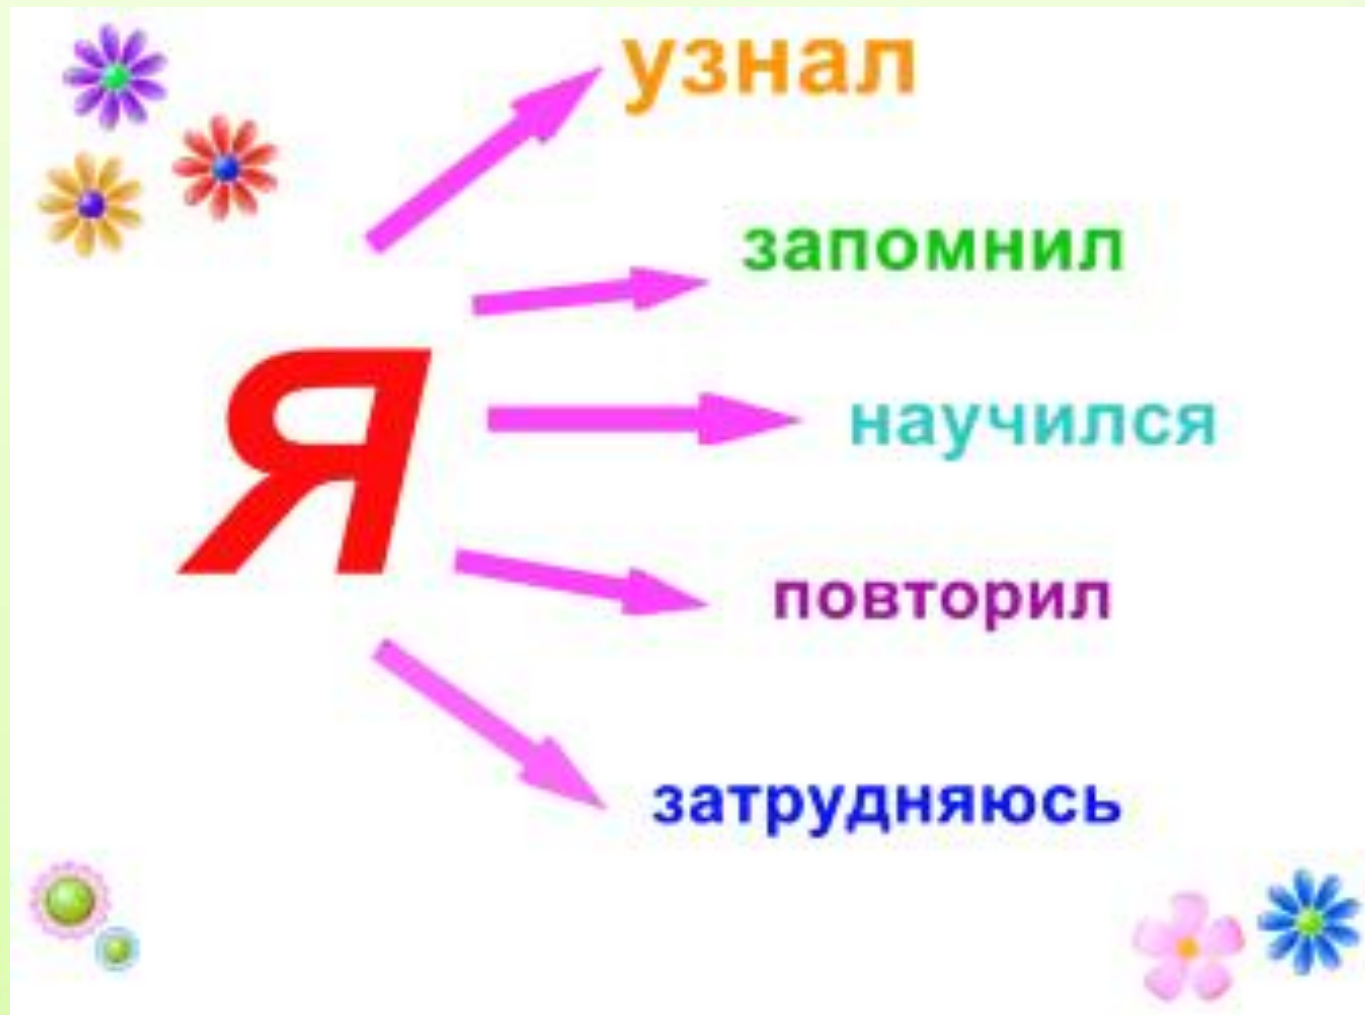 узнал
запомнил
Я
научился
повторил
затрудняюсь